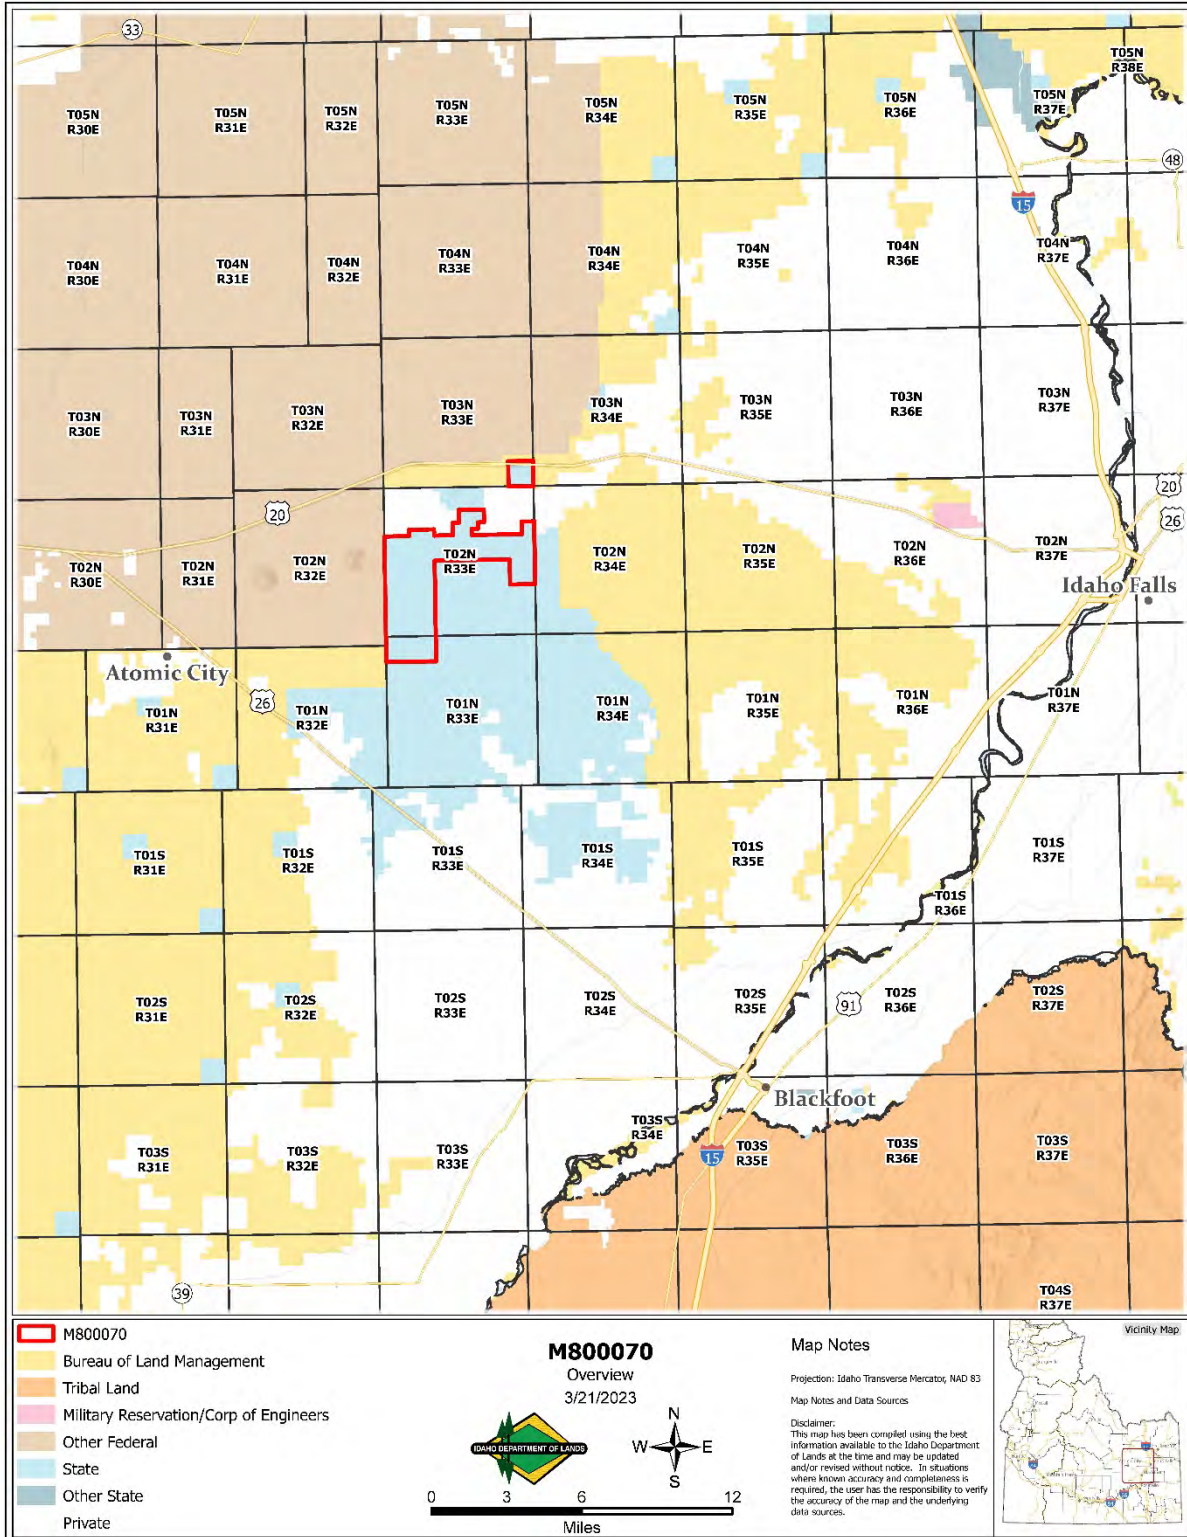 33
T05N
R38E
T05N
R30E
T05N
R31E
T05N
R32E
T05N
R33E
T05N
R34E
T05N
R35E
T05N
R36E
T05N
R37E
48
15
T04N
R30E
T04N
R31E
T04N
R32E
T04N
R33E
T04N
R34E
T04N
R35E
T04N
R36E
T04N
R37E
T03N
R30E
T03N
R31E
T03N
R32E
T03N
R33E
T03N
R34E
T03N
R35E
T03N
R36E
T03N
R37E
20
20
26
T02N
R30E
T02N
R31E
T02N
R32E
T02N
R33E
T02N
R34E
T02N
R35E
T02N
R36E
T02N
R37E
Idaho Falls
Atomic City
26
T01N
R31E
T01N
R32E
T01N
R33E
T01N
R34E
T01N
R35E
T01N
R36E
T01N
R37E
T01S
R31E
T01S
R32E
T01S
R33E
T01S
R34E
T01S
R35E
T01S
R36E
T01S
R37E
T02S
R31E
T02S
R32E
T02S
R33E
T02S
R34E
T02S
R35E
T02S
R36E
T02S
R37E
91
Blackfoot
T03S
R31E
T03S
R32E
T03S
R33E
T03S
R34E
T03S
R35E
T03S
R36E
T03S
R37E
15
39
T04S
R37E
M800070
Bureau of Land Management
Tribal Land
Military Reservation/Corp of Engineers
Other Federal
State
Other State
Private
M800070
Overview
3/21/2023
IDAHO DEPARTMENT OF LANDS
N
W E
S
0 3 6 12
Miles
Map Notes
Projection: Idaho Transverse Mercator, NAD 83
Map Notes and Data Sources
Disclaimer:
This map has been compiled using the best
information available to the Idaho Department
of Lands at the time and may be updated
and/or revised without notice. In situations
where known accuracy and completeness is
required, the user has the responsibility to verify
the accuracy of the map and the underlying
data sources.
Vicinity Map